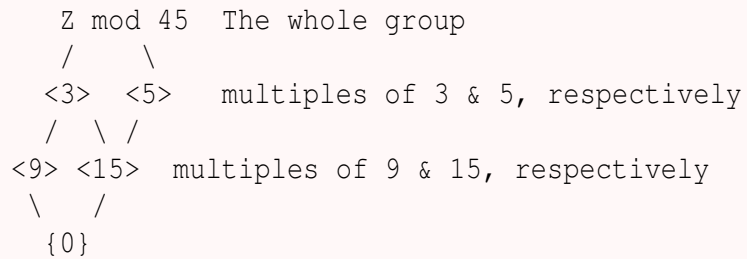 Z mod 45 The whole group
/ \
<3> <5> multiples of 3 & 5, respectively
/ \ /
<9> <15> multiples of 9 & 15, respectively
\ /
{0}